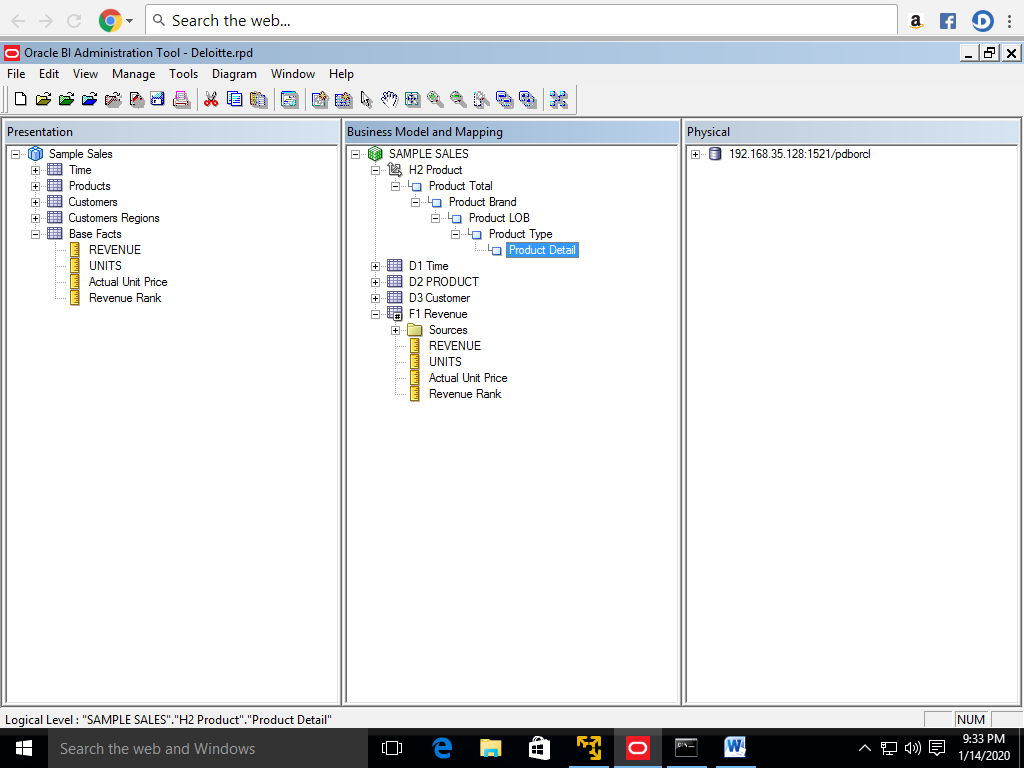 Search the web...
Oracle BI Administration Tool - Deloitte.rpd
File Edit View Manage Tools Diagram Window Help
Presentation
Sample Sales
Time
Products
Customers
Customers Regions
Base Facts
REVENUE
UNITS
Actual Unit Price
Revenue Rank
Business Model and Mapping
SAMPLE SALES
H2 Product
Product Total
Product Brand
Product LOB
Product Type
Product Detail
D1 Time
D2 PRODUCT
D3 Customer
F1 Revenue
Sources
REVENUE
UNITS
Actual Unit Price
Revenue Rank
Physical
192.168.35.128:1521/pdborcl
Logical Level : "SAMPLE SALES"."H2 Product"."Product Detail"
NUM
Search the web and Windows
9:33 PM
1/14/2020